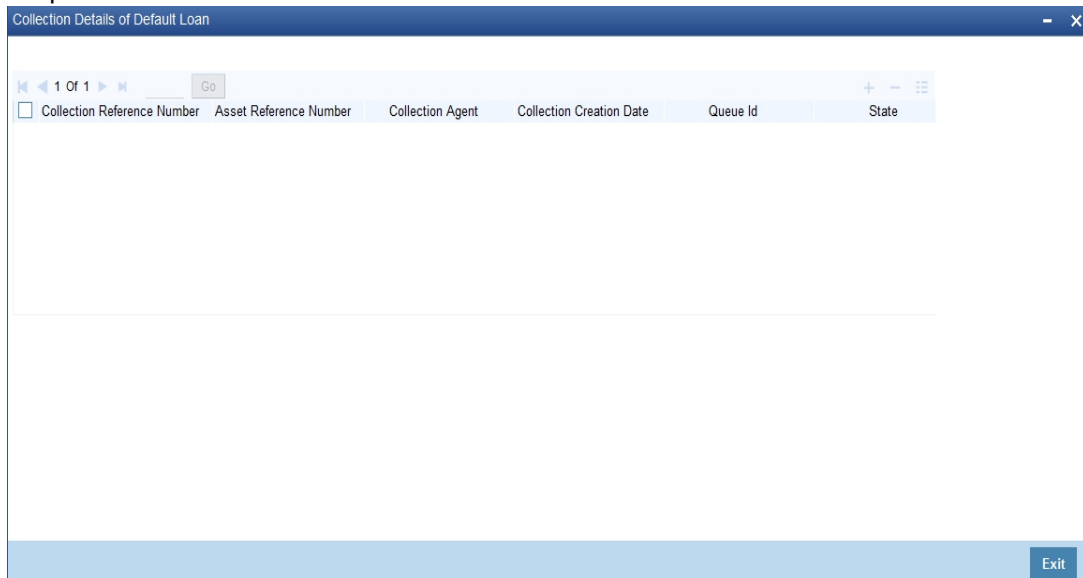 Collection Details of Default Loan
1 Of 1 Go
Collection Reference Number Asset Reference Number Collection Agent Collection Creation Date Queue Id State
Exit